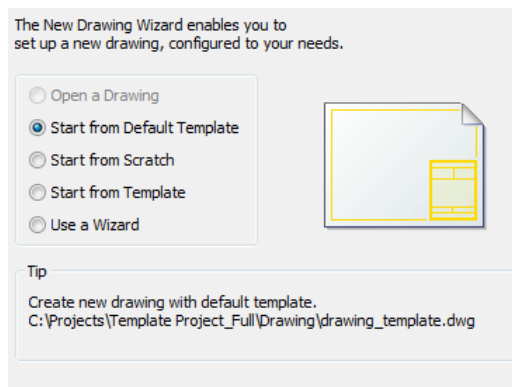 The New Drawing Wizard enables you to
set up a new drawing, configured to your needs.
Open a Drawing
Start from Default Template
Start from Scratch
Start from Template
Use a Wizard
Tip
Create new drawing with default template.
C:\Projects\Template Project_Full\Drawing\drawing_template.dwg